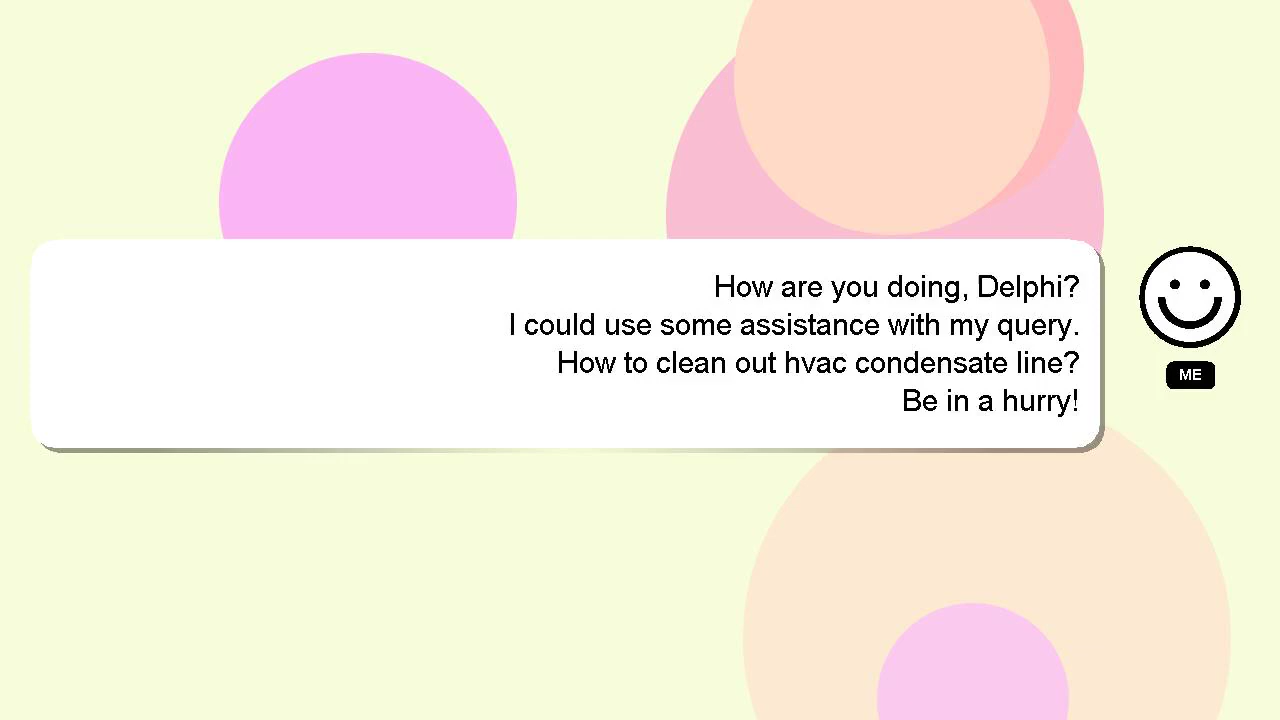 How are you doing, Delphi?
I could use some assistance with my query.
How to clean out hvac condensate line?
Be in a hurry!
ME